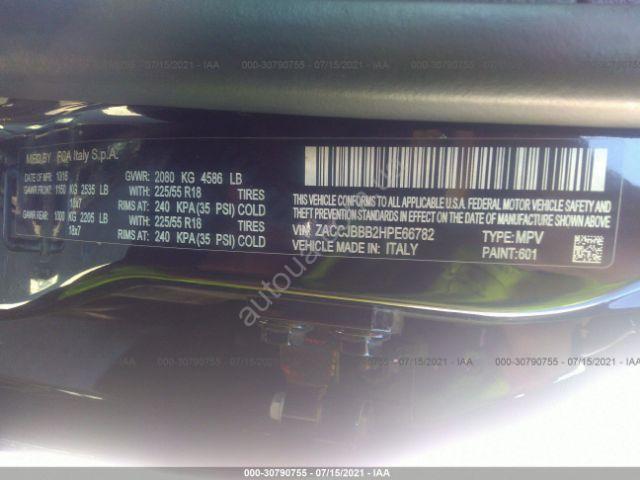 000-30790755 - 07/15/2021 - IAA
MFD.BY FCA Italy S.p.A.
DATE OF MFR 10/16 GVWR: 2080 KG 4586 LB
GAWR FRONT: 1150 KG 2535 LB WITH 225/55 R18 TIRES
18x7 RIMS AT: 240 KPA(35 PSI) COLD
GAWR REAR: 1000 KG 2205 LB WITH 225/55 R18 TIRES
18x7 RIMS AT: 240 KPA(35 PSI) COLD
THIS VEHICLE CONFORMS TO ALL APPLICABLE U.S.A. FEDERAL MOTOR VEHICLE SAFETY,
BUMPER, AND THEFT PREVENTION STANDARDS
IN EFFECT ON THE DATE OF MANUFACTURE SHOWN ABOVE.
VIN: ZACCJBBB2HPE66782 TYPE: MPV
VEHICLE MADE IN: ITALY PAINT:601
000-30790755 - 07/15/2021 - IAA
000-30790755 - 07/15/2021 - IAA